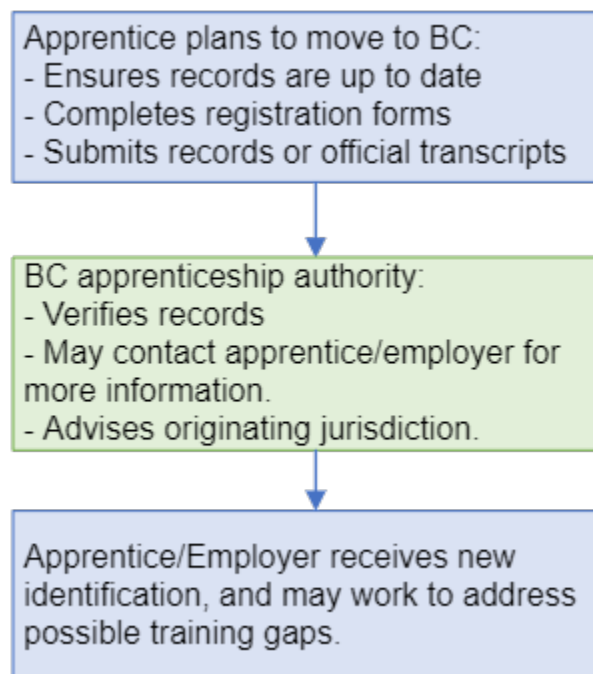 Apprentice plans to move to BC:
- Ensures records are up to date
- Completes registration forms
- Submits records or official transcripts
BC apprenticeship authority:
- Verifies records
- May contact apprentice/employer for
more information.
- Advises originating jurisdiction.
Apprentice/Employer receives new
identification, and may work to address
possible training gaps.